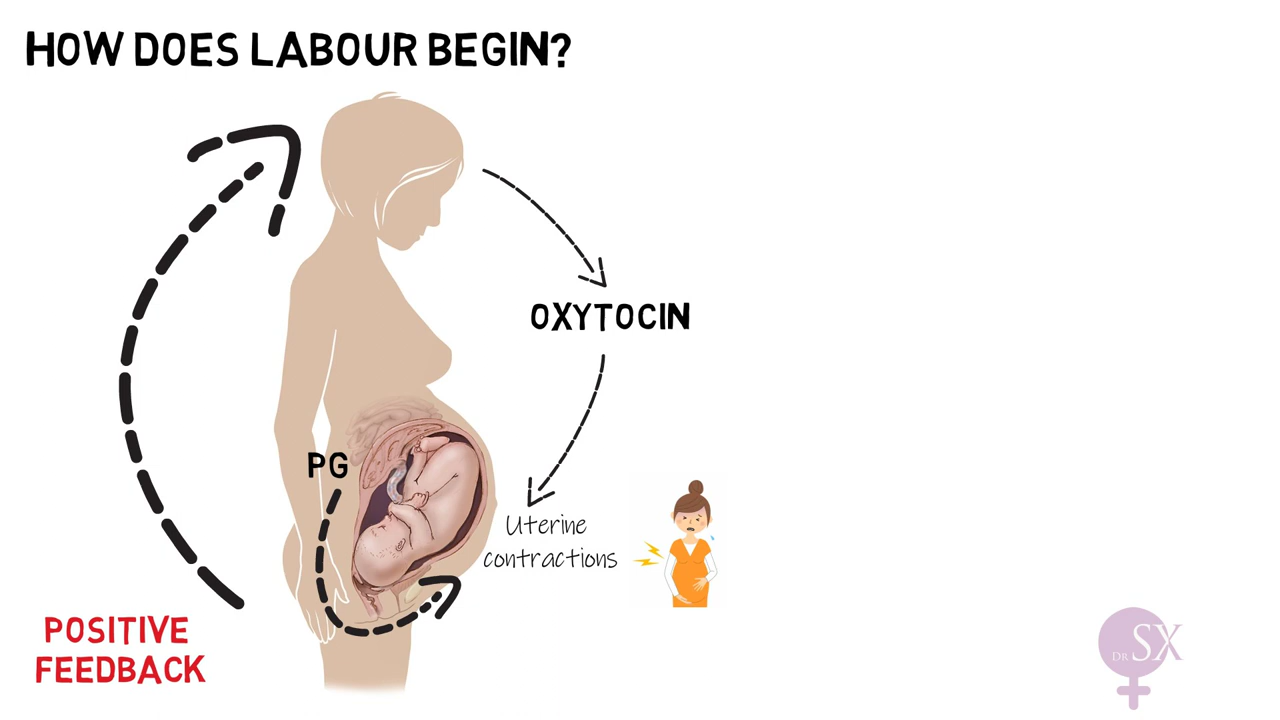 HOW DOES LABOUR BEGIN?
OXYTOCIN
PG
Uterine
contractions
POSITIVE
FEEDBACK
DR SX